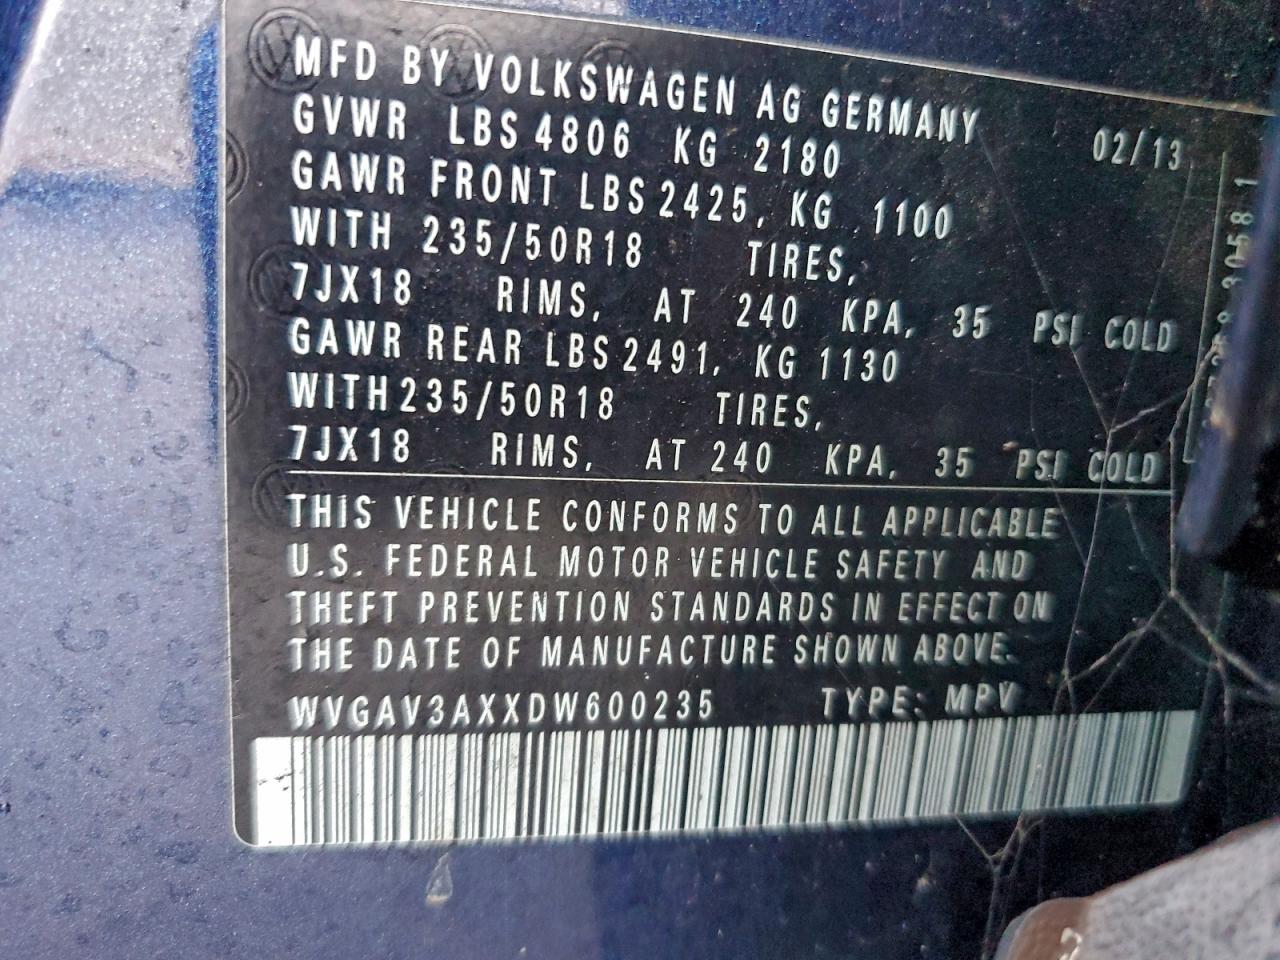 MFD BY VOLKSWAGEN AG GERMANY 02/13
GVWR LBS 4806 KG 2180
GAWR FRONT LBS 2425, KG 1100
WITH 235/50R18 TIRES,
7JX18 RIMS, AT 240 KPA, 35 PSI COLD
GAWR REAR LBS 2491, KG 1130
WITH 235/50R18 TIRES,
7JX18 RIMS, AT 240 KPA, 35 PSI COLD
THIS VEHICLE CONFORMS TO ALL APPLICABLE
U.S. FEDERAL MOTOR VEHICLE SAFETY AND
THEFT PREVENTION STANDARDS IN EFFECT ON
THE DATE OF MANUFACTURE SHOWN ABOVE.
WVGAV3AXXDW600235 TYPE: MPV